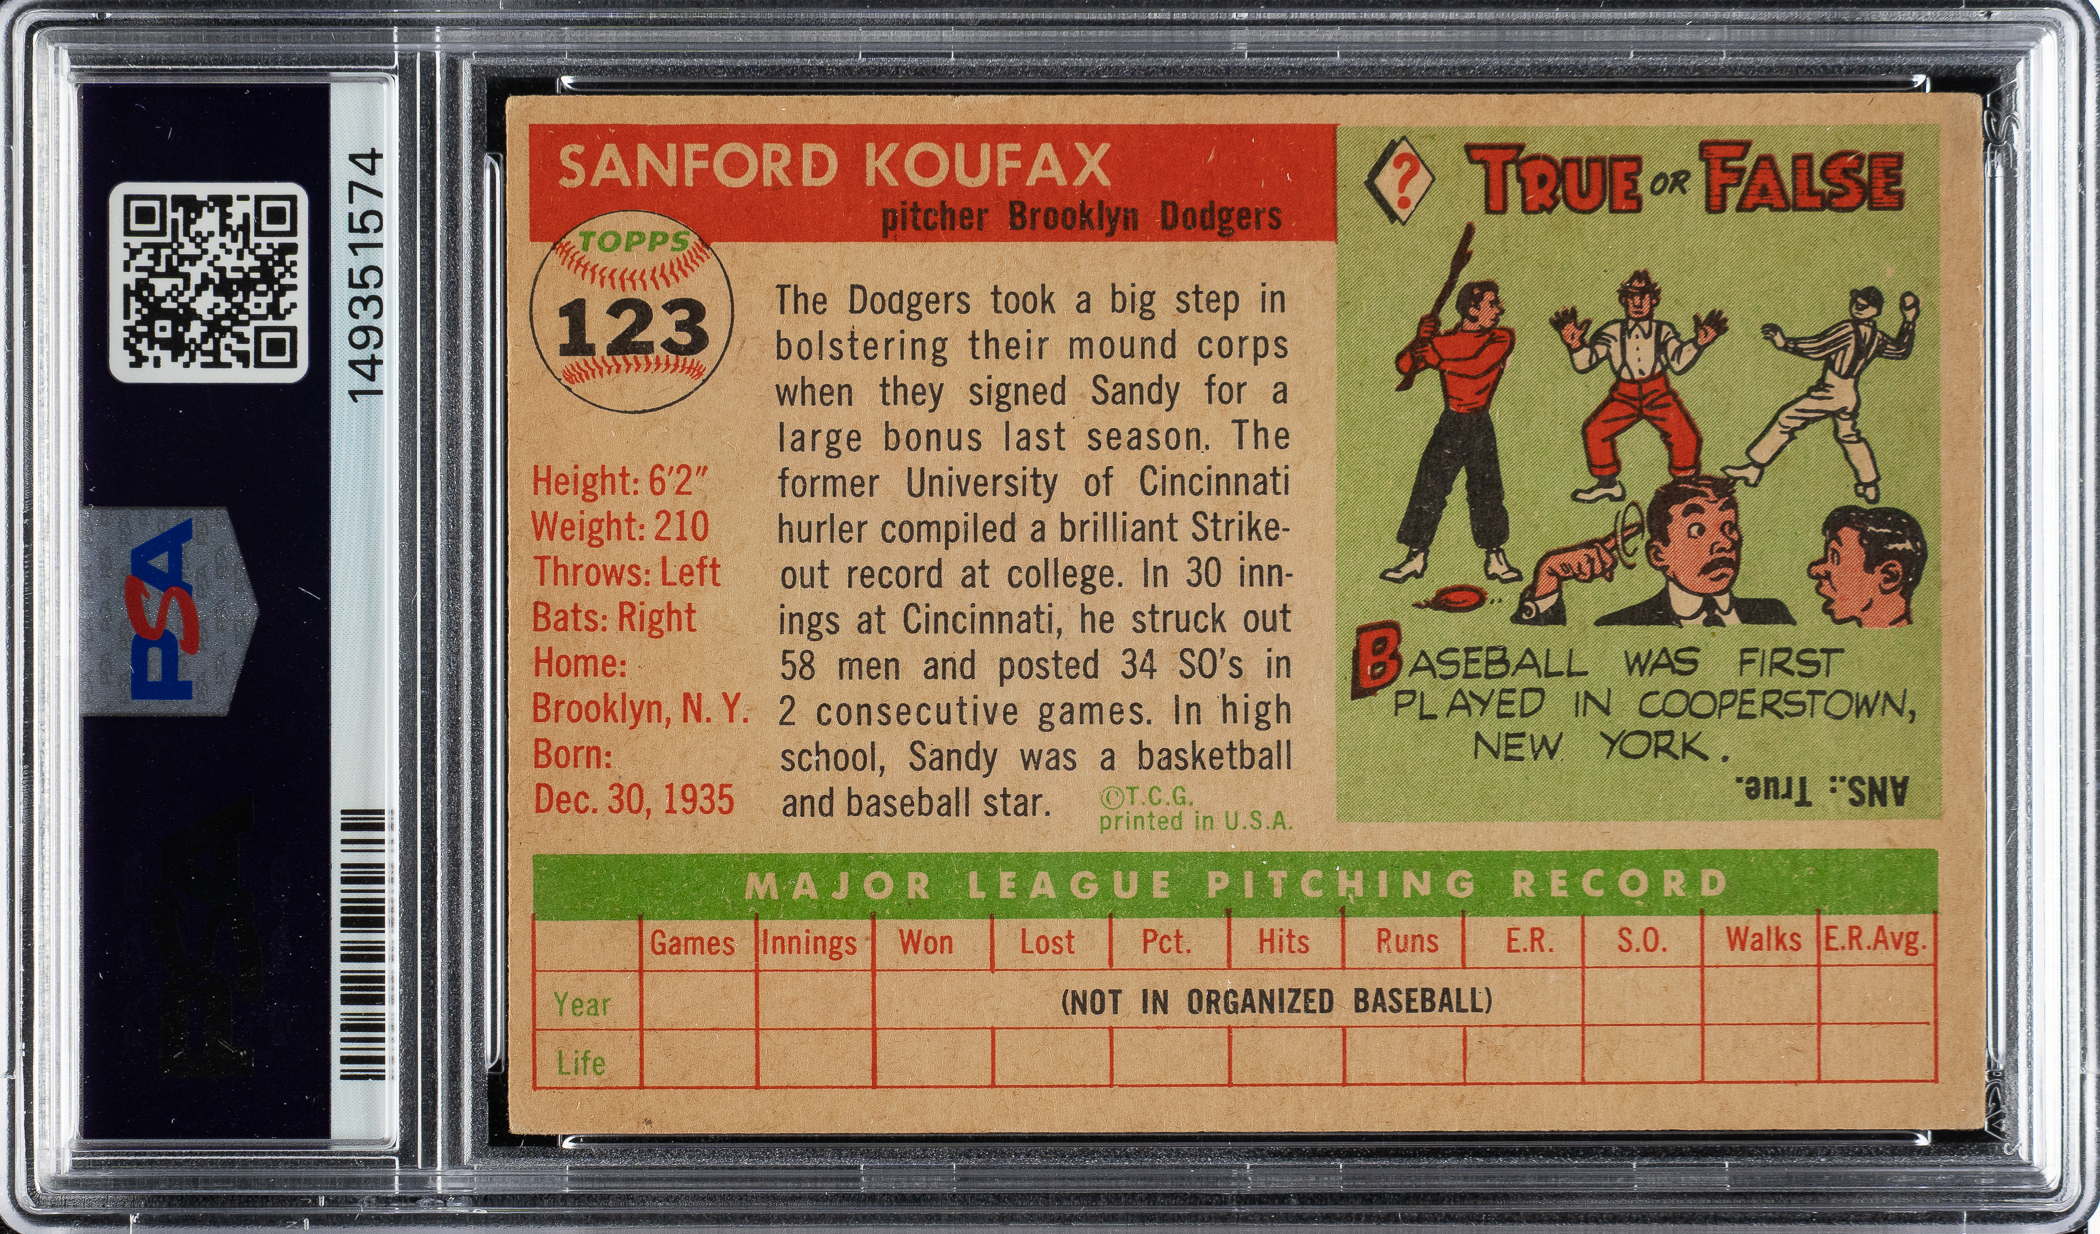 149351574
PSA
PSA
SANFORD KOUFAX
pitcher Brooklyn Dodgers
TOPPS
123
Height: 6'2"
Weight: 210
Throws: Left
Bats: Right
Home:
Brooklyn, N. Y.
Born:
Dec. 30, 1935
The Dodgers took a big step in
bolstering their mound corps
when they signed Sandy for a
large bonus last season. The
former University of Cincinnati
hurler compiled a brilliant Strike-
out record at college. In 30 inn-
ings at Cincinnati, he struck out
58 men and posted 34 SO's in
2 consecutive games. In high
school, Sandy was a basketball
and baseball star.
©T.C.G.
printed in U.S.A.
?
TRUE OR FALSE
BASEBALL WAS FIRST
PLAYED IN COOPERSTOWN,
NEW YORK.
ANS.: True.
MAJOR LEAGUE PITCHING RECORD
Games Innings Won Lost Pct. Hits Runs E.R. S.O. Walks E.R.Avg.
Year (NOT IN ORGANIZED BASEBALL)
Life